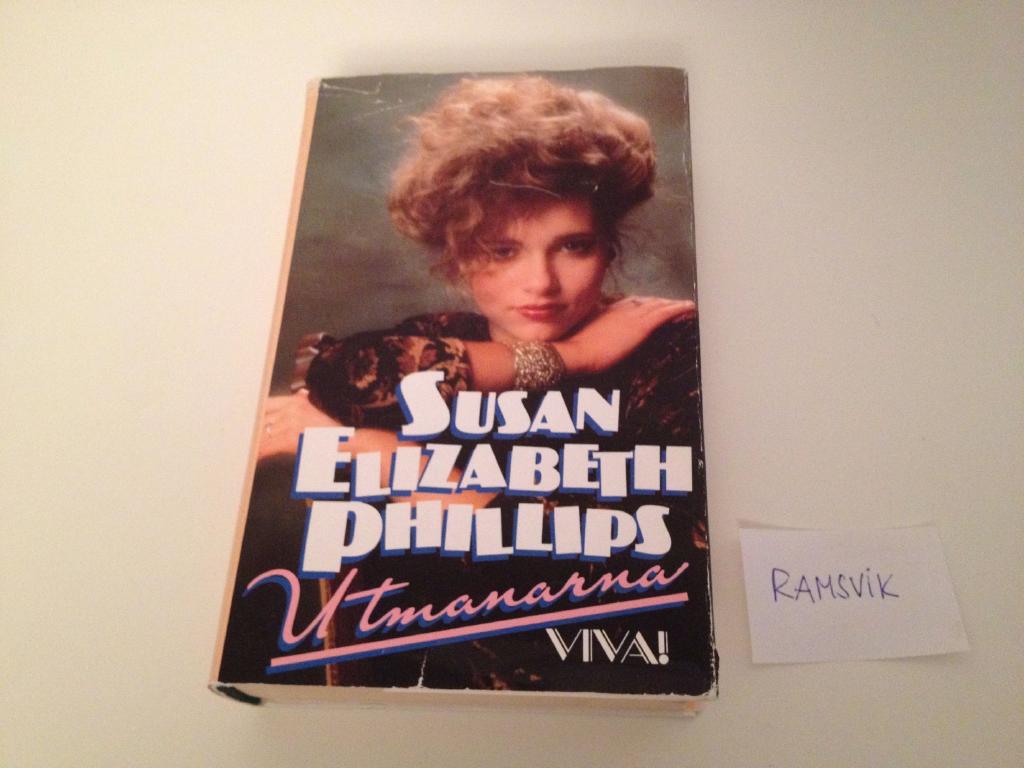 SUSAN
ELIZABETH
PHILLIPS
Utmanarna
VIVA!
RAMSVIK